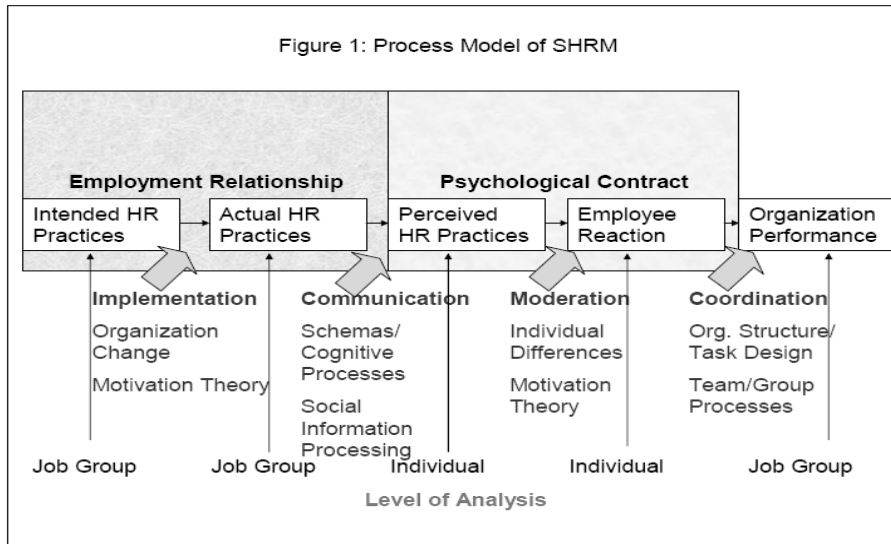 Figure 1: Process Model of SHRM
Employment Relationship
Psychological Contract
Intended HR
Practices
Actual HR
Practices
Perceived
HR Practices
Employee
Reaction
Organization
Performance
Implementation
Organization
Change
Motivation Theory
Communication
Schemas/
Cognitive
Processes
Social
Information
Processing
Moderation
Individual
Differences
Motivation
Theory
Coordination
Org. Structure/
Task Design
Team/Group
Processes
Job Group
Job Group
Individual
Individual
Job Group
Level of Analysis